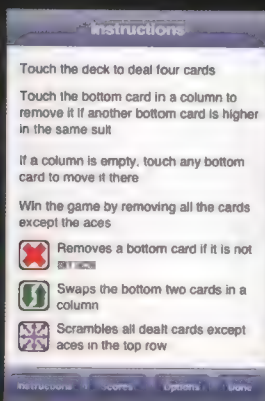 Instructions
Touch the deck to deal four cards
Touch the bottom card in a column to
remove it if another bottom card is higher
in the same suit
If a column is empty, touch any bottom
card to move it there
Win the game by removing all the cards
except the aces
Removes a bottom card if it is not
Swaps the bottom two cards in a
column
Scrambles all dealt cards except
aces in the top row
Instructions Scores Options Done